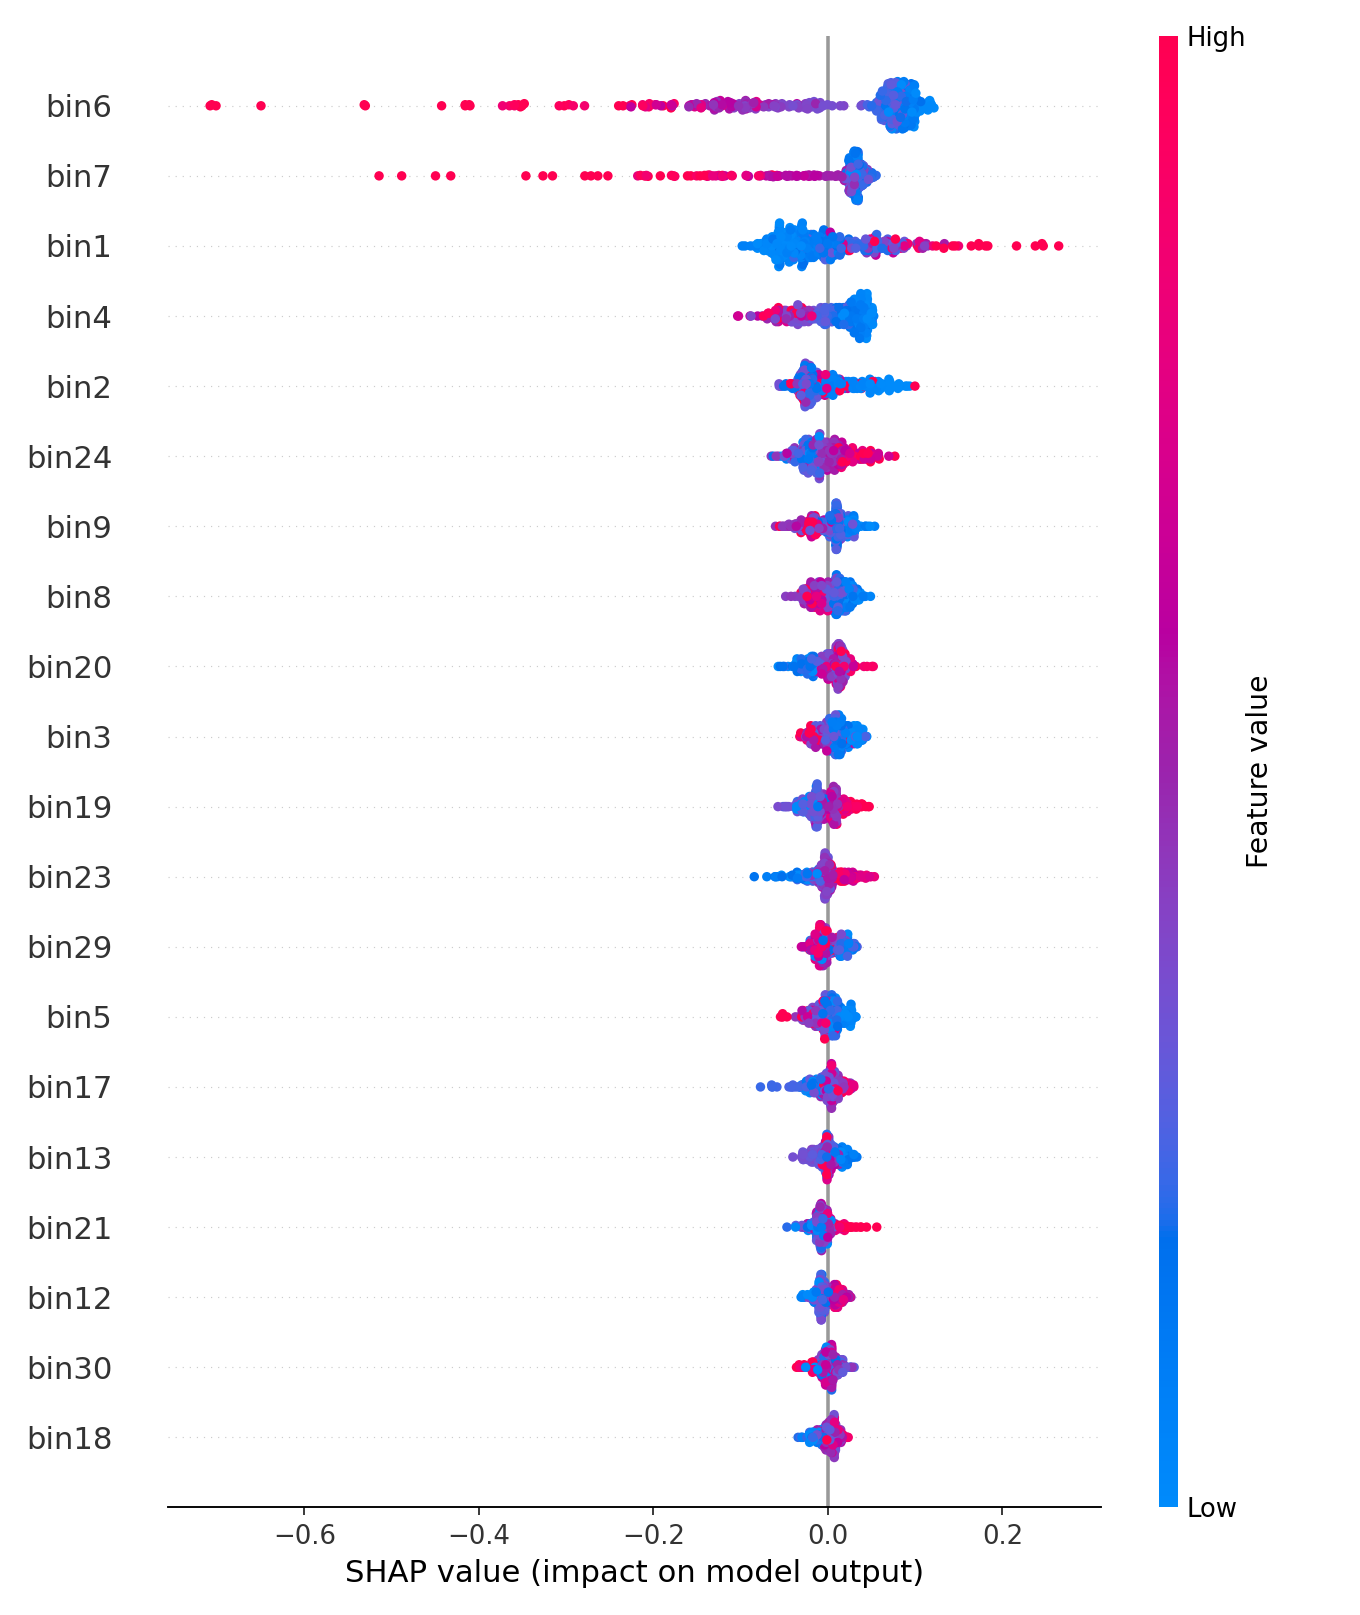 High
bin6
bin7
bin1
bin4
bin2
bin24
bin9
bin8
bin20
bin3
bin19
bin23
bin29
bin5
bin17
bin13
bin21
bin12
bin30
bin18
Feature value
Low
−0.6 −0.4 −0.2 0.0 0.2
SHAP value (impact on model output)